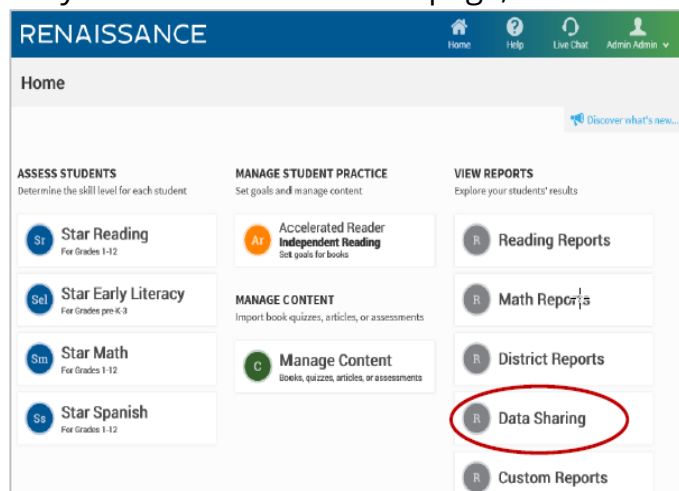 RENAISSANCE
Home
Help
Live Chat
Admin Admin
Home
Discover what's new...
ASSESS STUDENTS
Determine the skill level for each student
Sr
Star Reading
For Grades 1-12
Sel
Star Early Literacy
For Grades pre-K-3
Sm
Star Math
For Grades 1-12
Ss
Star Spanish
For Grades 1-12
MANAGE STUDENT PRACTICE
Set goals and manage content
Ar
Accelerated Reader
Independent Reading
Set goals for books
MANAGE CONTENT
Import book quizzes, articles, or assessments
C
Manage Content
Books, quizzes, articles, or assessments
VIEW REPORTS
Explore your students' results
R
Reading Reports
R
Math Reports
R
District Reports
R
Data Sharing
R
Custom Reports